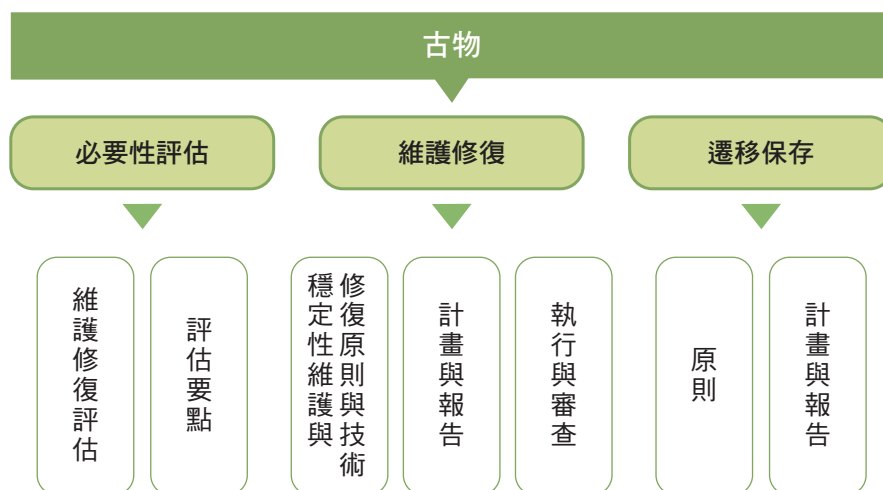 古物
必要性評估
維護修復
遷移保存
維護修復評估
評估要點
穩定性維護與
修復原則與技術
計畫與報告
執行與審查
原則
計畫與報告